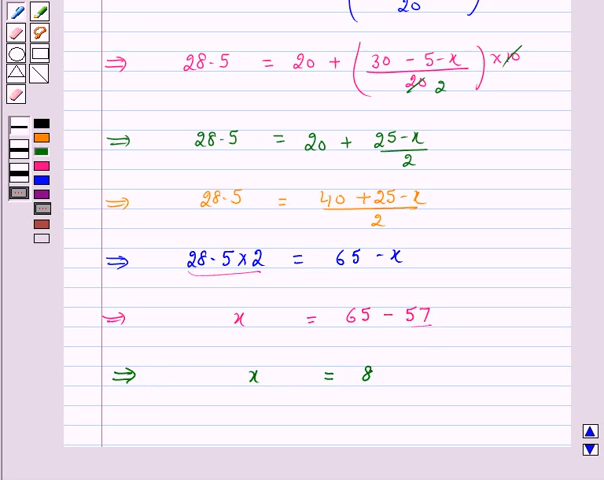 ( 20 )
⇒ 28·5 = 20 + ( (30 - 5 - x) / 20 2 ) × 10
⇒ 28·5 = 20 + (25 - x) / 2
⇒ 28·5 = (40 + 25 - x) / 2
⇒ 28·5 × 2 = 65 - x
⇒ x = 65 - 57
⇒ x = 8